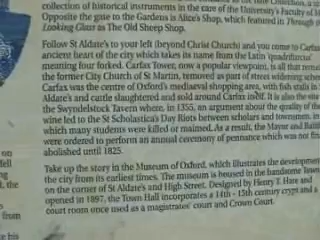 collection of historical instruments in the care of the University's Faculty of
Opposite the gate to the Gardens is Alice's Shop, which featured in Through
Looking Glass as The Old Sheep Shop.
Follow St Aldate's to your left (beyond Christ Church) and you come to Carfax
ancient heart of the city which takes its name from the Latin 'quadrifurcus'
meaning four forked. Carfax Tower, now a popular viewpoint, is all that remains
the former City Church of St Martin, removed as part of street widening
Carfax was the centre of Oxford's mediaeval shopping area, with fish stalls in
Aldate's and cattle slaughtered and sold around Carfax itself. It is also the site
the Swyndelstock Tavern where, in 1355, an argument about the quality of the
wine led to the St Scholastica's Day Riots between scholars and townsmen, in
which many students were killed or maimed. As a result, the Mayor and
were ordered to perform an annual ceremony of pennance which was not
abolished until 1825.
Take up the story in the Museum of Oxford, which illustrates the development
the city from its earliest times. The museum is housed in the handsome Town
on the corner of St Aldate's and High Street. Designed by Henry T. Hare and
opened in 1897, the Town Hall incorporates a 14th - 15th century crypt and a
court room once used as a magistrates' court and Crown Court.
on
the
from
his